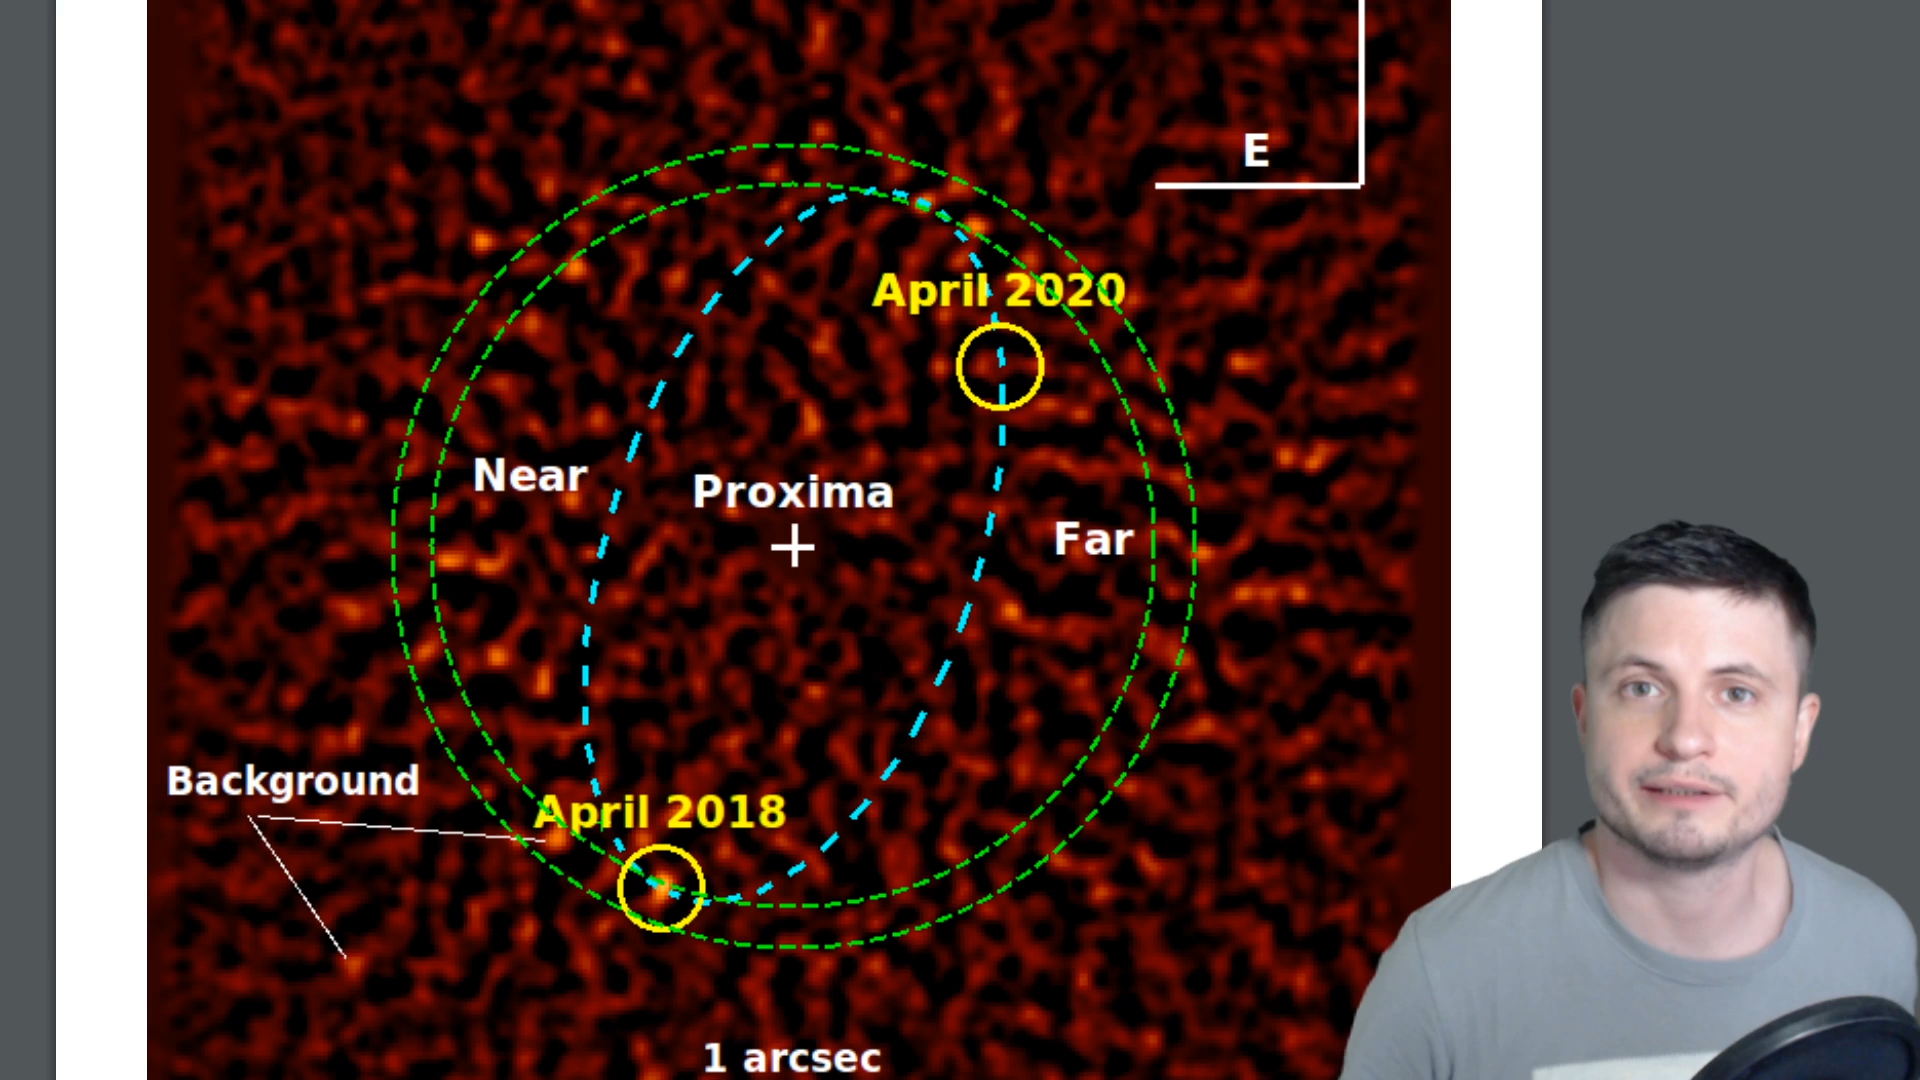 E
April 2020
Near
Proxima
Far
Background
April 2018
1 arcsec